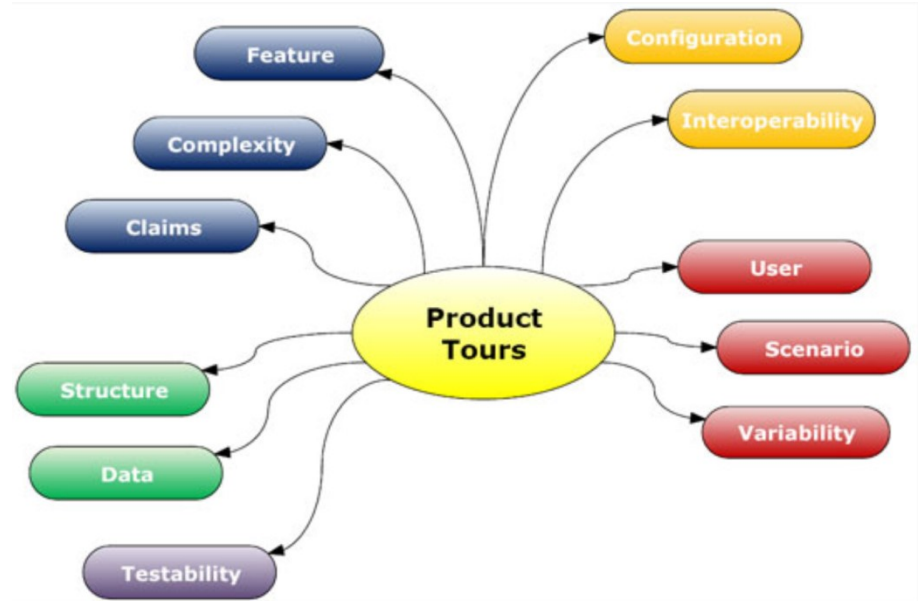 Feature
Configuration
Complexity
Interoperability
Claims
User
Product
Tours
Scenario
Structure
Variability
Data
Testability